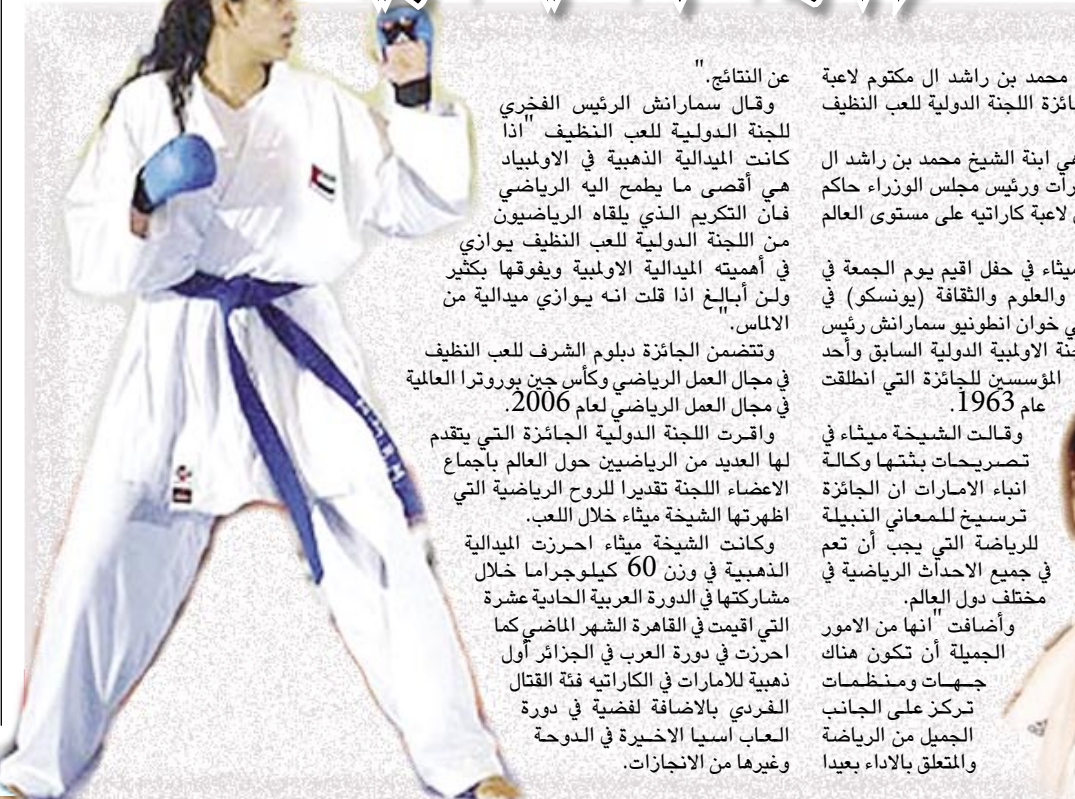 محمد بن راشد ال مكتوم لاعبة
جائزة اللجنة الدولية للعب النظيف
هي ابنة الشيخ محمد بن راشد ال
ورئيس مجلس الوزراء حاكم
لاعبة كاراتيه على مستوى العالم
ميثاء في حفل اقيم يوم الجمعة في
والعلوم والثقافة (يونسكو) في
خوان انطونيو سمارانش رئيس
الاولمبية الدولية السابق وأحد
المؤسسين للجائزة التي انطلقت
عام 1963.
وقالت الشيخة ميثاء في
تصريحات بثتها وكالة
انباء الامارات ان الجائزة
ترسيخ للمعاني النبيلة
للرياضة التي يجب أن تعم
في جميع الاحداث الرياضية في
مختلف دول العالم.
وأضافت "انها من الامور
الجميلة أن تكون هناك
جهات ومنظمات
تركز على الجانب
الجميل من الرياضة
والمتعلق بالاداء بعيدا
عن النتائج."
وقال سمارانش الرئيس الفخري
للجنة الدولية للعب النظيف "اذا
كانت الميدالية الذهبية في الاولمبياد
هي أقصى ما يطمح اليه الرياضي
فان التكريم الذي يلقاه الرياضيون
من اللجنة الدولية للعب النظيف يوازي
في أهميته الميدالية الاولمبية ويفوقها بكثير
ولن أبالغ اذا قلت انه يوازي ميدالية من
الالماس."
وتتضمن الجائزة دبلوم الشرف للعب النظيف
في مجال العمل الرياضي وكأس جين بوروترا العالمية
في مجال العمل الرياضي لعام 2006.
واقرت اللجنة الدولية الجائزة التي يتقدم
لها العديد من الرياضيين حول العالم باجماع
الاعضاء اللجنة تقديرا للروح الرياضية التي
اظهرتها الشيخة ميثاء خلال اللعب.
وكانت الشيخة ميثاء احرزت الميدالية
الذهبية في وزن 60 كيلوجراما خلال
مشاركتها في الدورة العربية الحادية عشرة
التي اقيمت في القاهرة الشهر الماضي كما
احرزت في دورة العرب في الجزائر أول
ذهبية للامارات في الكاراتيه فئة القتال
الفردي بالاضافة لفضية في دورة
العاب اسيا الاخيرة في الدوحة
وغيرها من الانجازات.